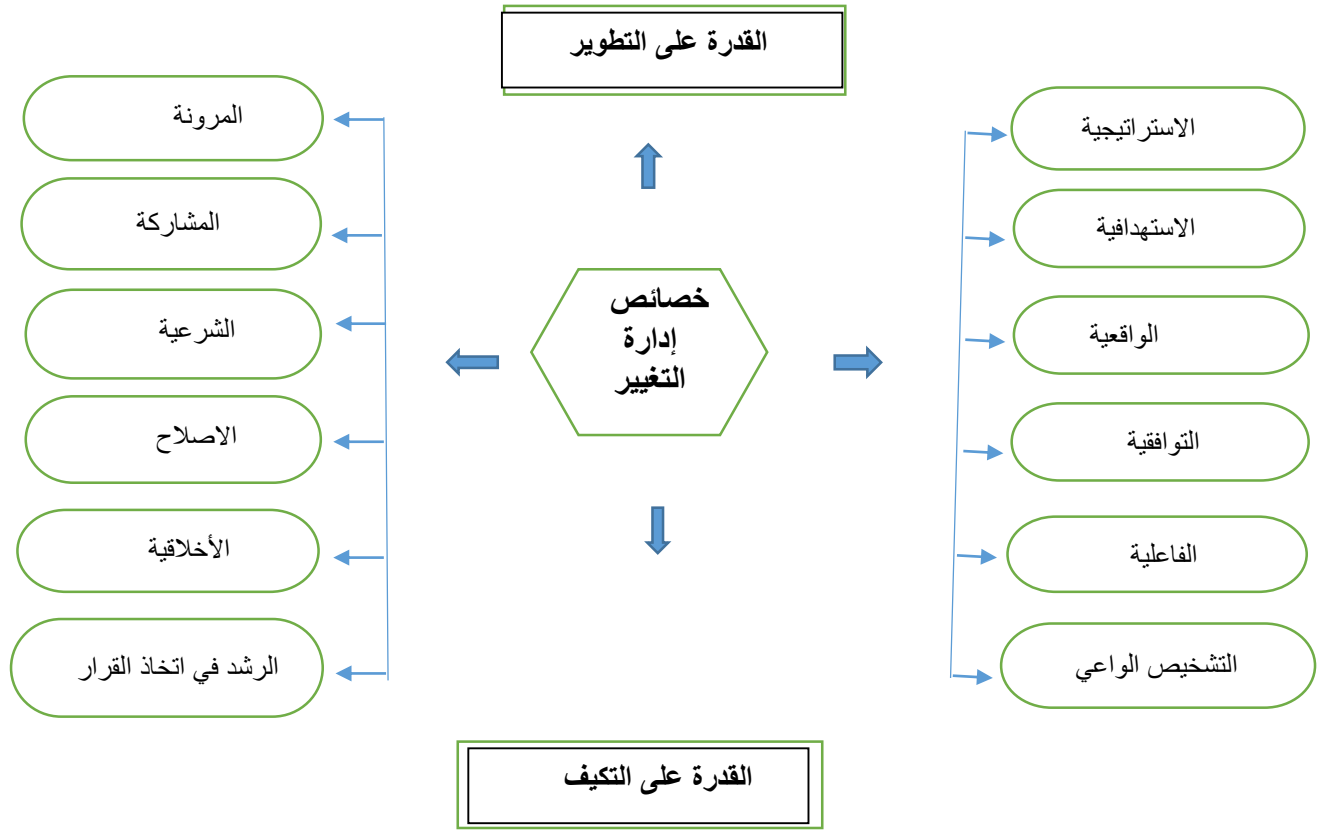 القدرة على التطوير
الاستراتيجية
الاستهدافية
الواقعية
التوافقية
الفاعلية
التشخيص الواعي
خصائص
إدارة
التغيير
المرونة
المشاركة
الشرعية
الاصلاح
الأخلاقية
الرشد في اتخاذ القرار
القدرة على التكيف